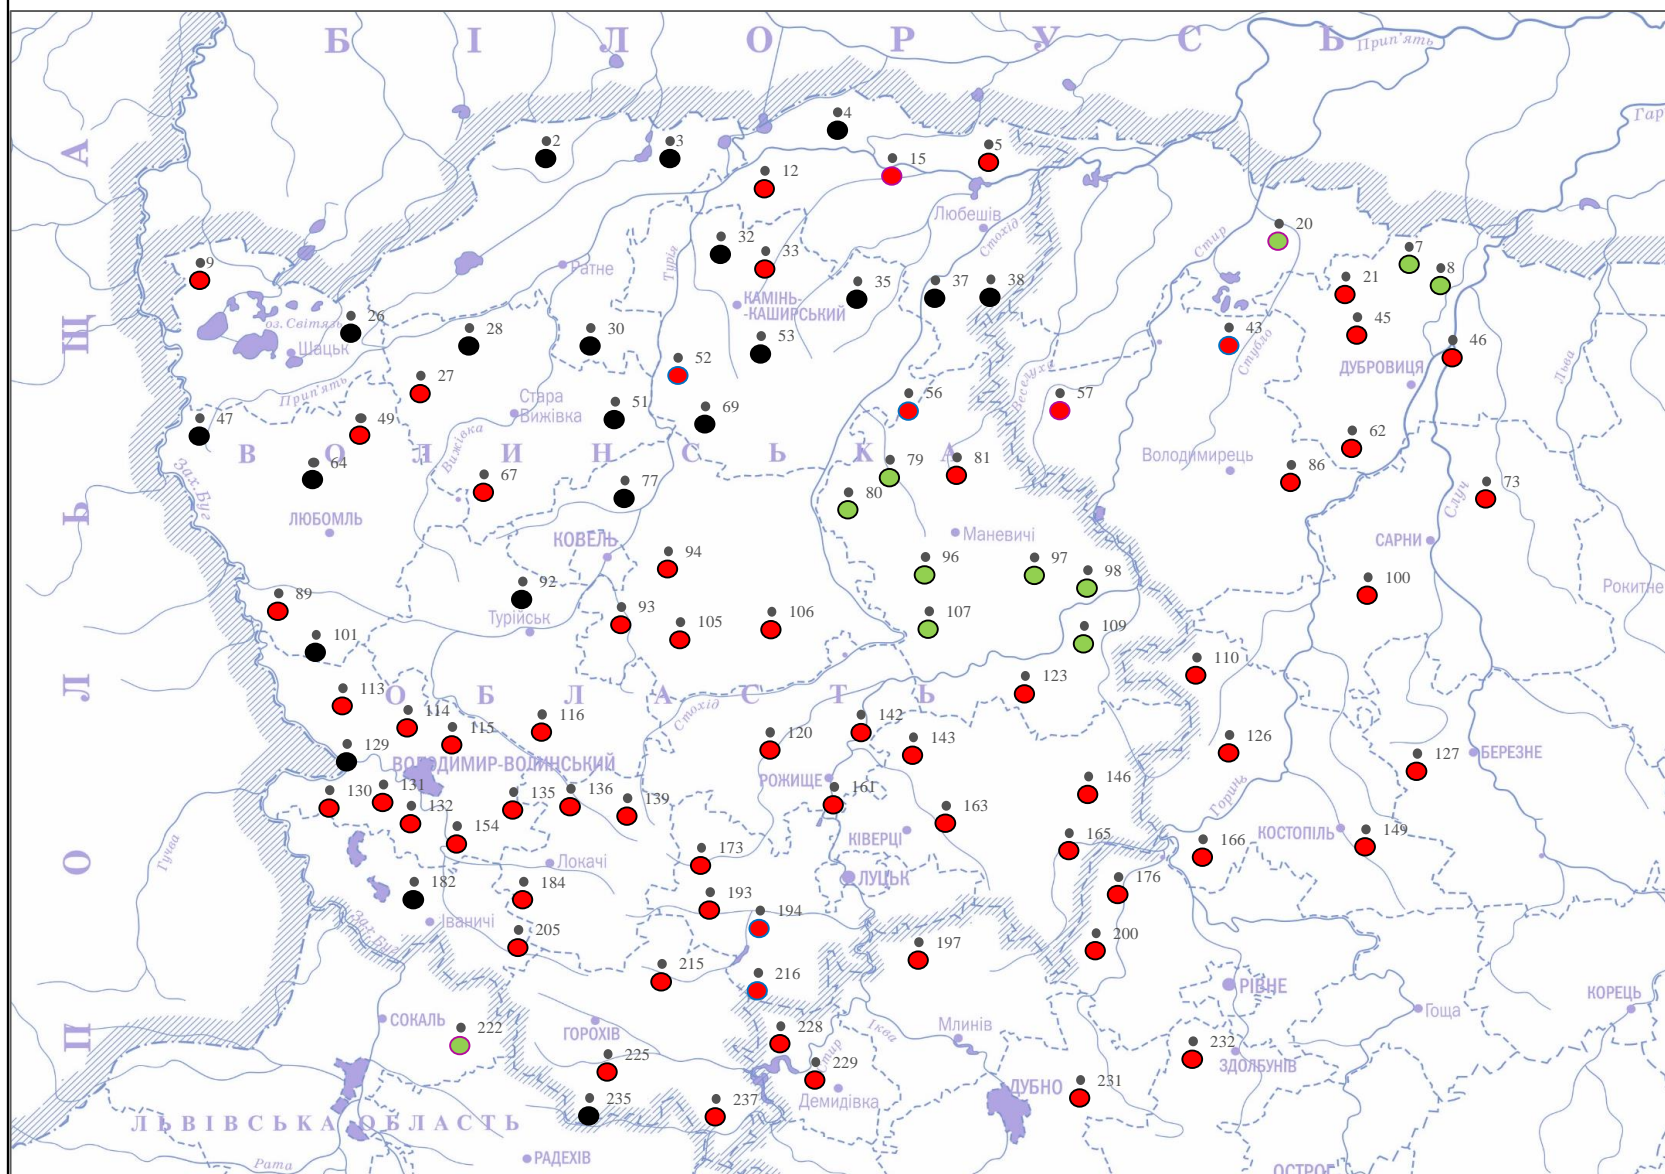 БІЛОРУСЬ
Прип'ять
Гар
ПОЛЬЩА
4
2
3
5
12
15
Любешів
Стохід
20
7
8
Стир
32
33
Турія
Ратне
9
21
35
37
38
КАМІНЬ-
-КАШИРСЬКИЙ
26
оз. Світязь
Шацьк
28
30
53
43
45
46
Стубло
ДУБРОВИЦЯ
Льва
52
27
Прип'ять
Стара
Вижівка
51
69
56
Веселуха
57
47
49
62
ВОЛИНСЬКА
Вижівка
Володимирець
64
67
77
79
80
81
86
73
Случ
Зах. Буг
ЛЮБОМЛЬ
КОВЕЛЬ
Маневичі
САРНИ
94
96
97
98
100
Рокитне
92
Турійськ
89
93
105
106
107
109
101
110
113
ОБЛАСТЬ
123
Стохід
114
115
116
120
142
143
126
127
БЕРЕЗНЕ
129
ВОЛОДИМИР-ВОЛИНСЬКИЙ
РОЖИЩЕ
130
131
132
135
136
139
161
163
146
Горинь
КОСТОПІЛЬ
149
154
КІВЕРЦІ
165
166
Гучва
Локачі
173
ЛУЦЬК
176
182
184
193
194
Зах. Буг
Іваничі
205
197
200
215
216
РІВНЕ
КОРЕЦЬ
Гоща
СОКАЛЬ
222
ГОРОХІВ
228
Стир
Іква
Млинів
232
ЗДОЛБУНІВ
225
229
Демидівка
ДУБНО
231
235
237
ЛЬВІВСЬКА ОБЛАСТЬ
Рата
РАДЕХІВ
ОСТРОГ